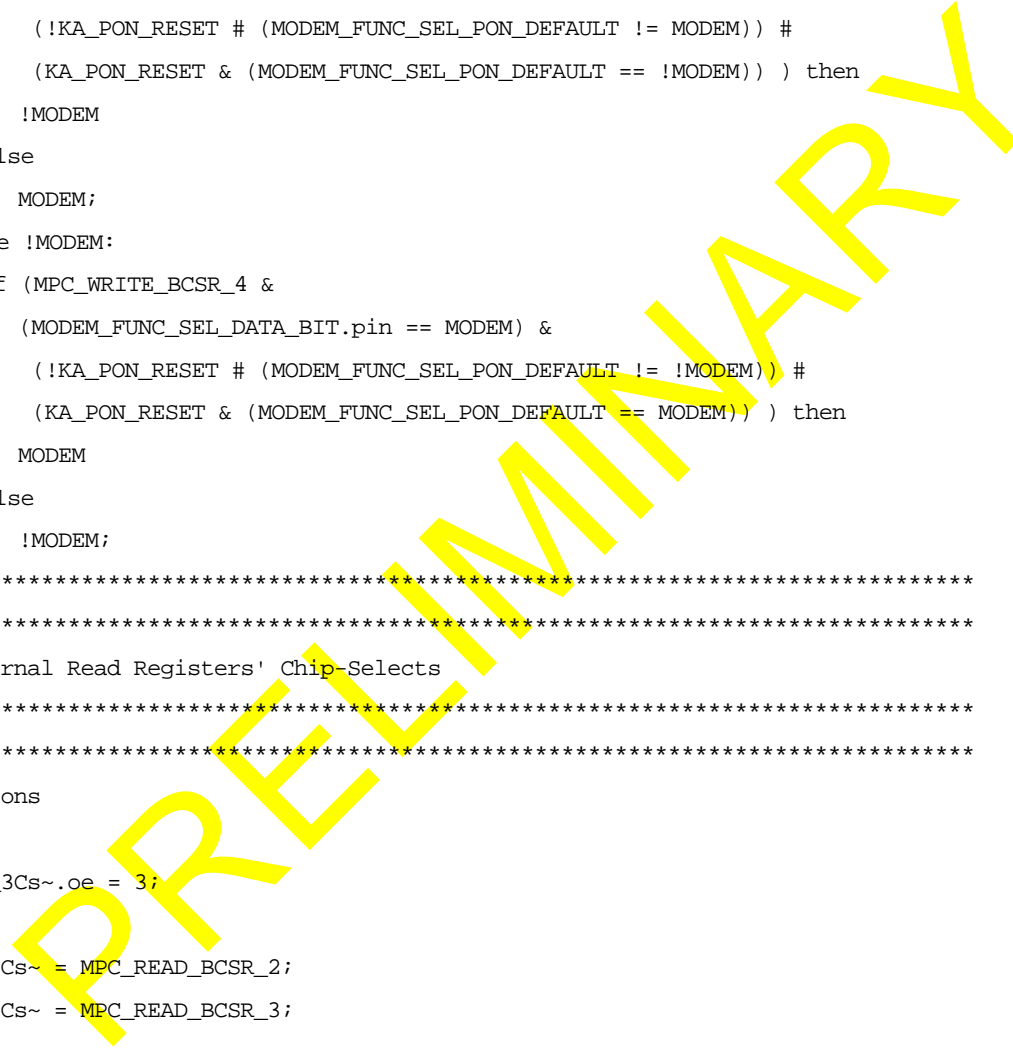 (!KA_PON_RESET # (MODEM_FUNC_SEL_PON_DEFAULT != MODEM)) #
(KA_PON_RESET & (MODEM_FUNC_SEL_PON_DEFAULT == !MODEM)) ) then
!MODEM
lse
MODEM;
e !MODEM:
f (MPC_WRITE_BCSR_4 &
(MODEM_FUNC_SEL_DATA_BIT.pin == MODEM) &
(!KA_PON_RESET # (MODEM_FUNC_SEL_PON_DEFAULT != !MODEM)) #
(KA_PON_RESET & (MODEM_FUNC_SEL_PON_DEFAULT == MODEM)) ) then
MODEM
lse
!MODEM;
*************************************************************************
*************************************************************************
rnal Read Registers' Chip-Selects
*************************************************************************
*************************************************************************
ons
_3Cs~.oe = 3;
Cs~ = MPC_READ_BCSR_2;
Cs~ = MPC_READ_BCSR_3;
PRELIMINARY